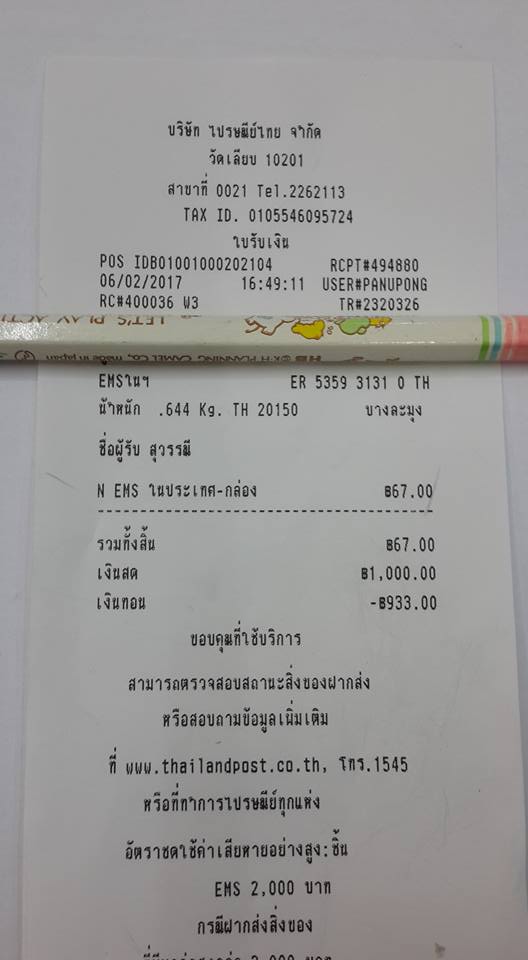 บริษัท ไปรษณีย์ไทย จำกัด
วัดเลียบ 10201
สาขาที่ 0021 Tel.2262113
TAX ID. 0105546095724
ใบรับเงิน
POS IDB01001000202104 RCPT#494880
06/02/2017 16:49:11 USER#PANUPONG
RC#400036 W3 TR#2320326
LET'S PLAY ACTI
HB © K·H PLANNING CAMEL Co., made in japan
EMSในฯ ER 5359 3131 0 TH
น้ำหนัก .644 Kg. TH 20150 บางละมุง
ชื่อผู้รับ สุวรรณี
N EMS ในประเทศ-กล่อง ฿67.00
รวมทั้งสิ้น ฿67.00
เงินสด ฿1,000.00
เงินทอน -฿933.00
ขอบคุณที่ใช้บริการ
สามารถตรวจสอบสถานะสิ่งของฝากส่ง
หรือสอบถามข้อมูลเพิ่มเติม
ที่ www.thailandpost.co.th, โทร.1545
หรือที่ทำการไปรษณีย์ทุกแห่ง
อัตราชดใช้ค่าเสียหายอย่างสูง:ชิ้น
EMS 2,000 บาท
กรณีฝากส่งสิ่งของ